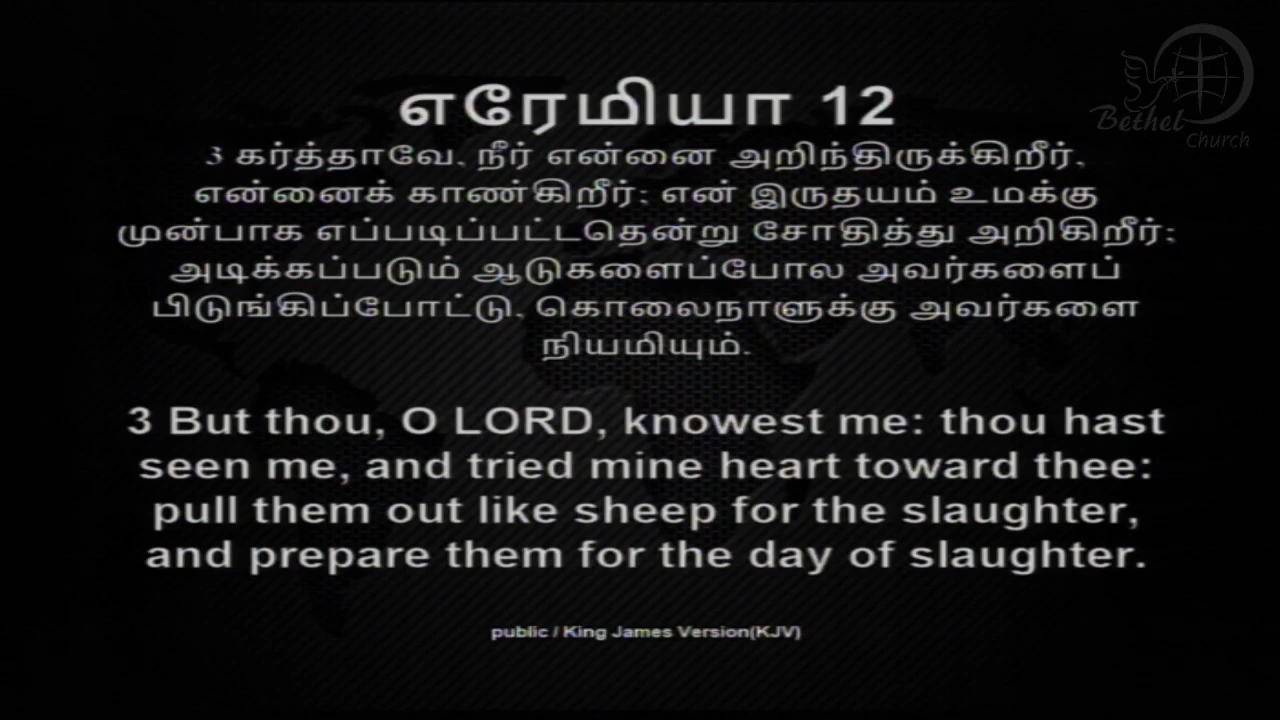 Bethel
Church
எரேமியா 12
3 கர்த்தாவே, நீர் என்னை அறிந்திருக்கிறீர்,
என்னைக் காண்கிறீர்; என் இருதயம் உமக்கு
முன்பாக எப்படிப்பட்டதென்று சோதித்து அறிகிறீர்;
அடிக்கப்படும் ஆடுகளைப்போல அவர்களைப்
பிடுங்கிப்போட்டு, கொலைநாளுக்கு அவர்களை
நியமியும்.
3 But thou, O LORD, knowest me: thou hast
seen me, and tried mine heart toward thee:
pull them out like sheep for the slaughter,
and prepare them for the day of slaughter.
public / King James Version(KJV)